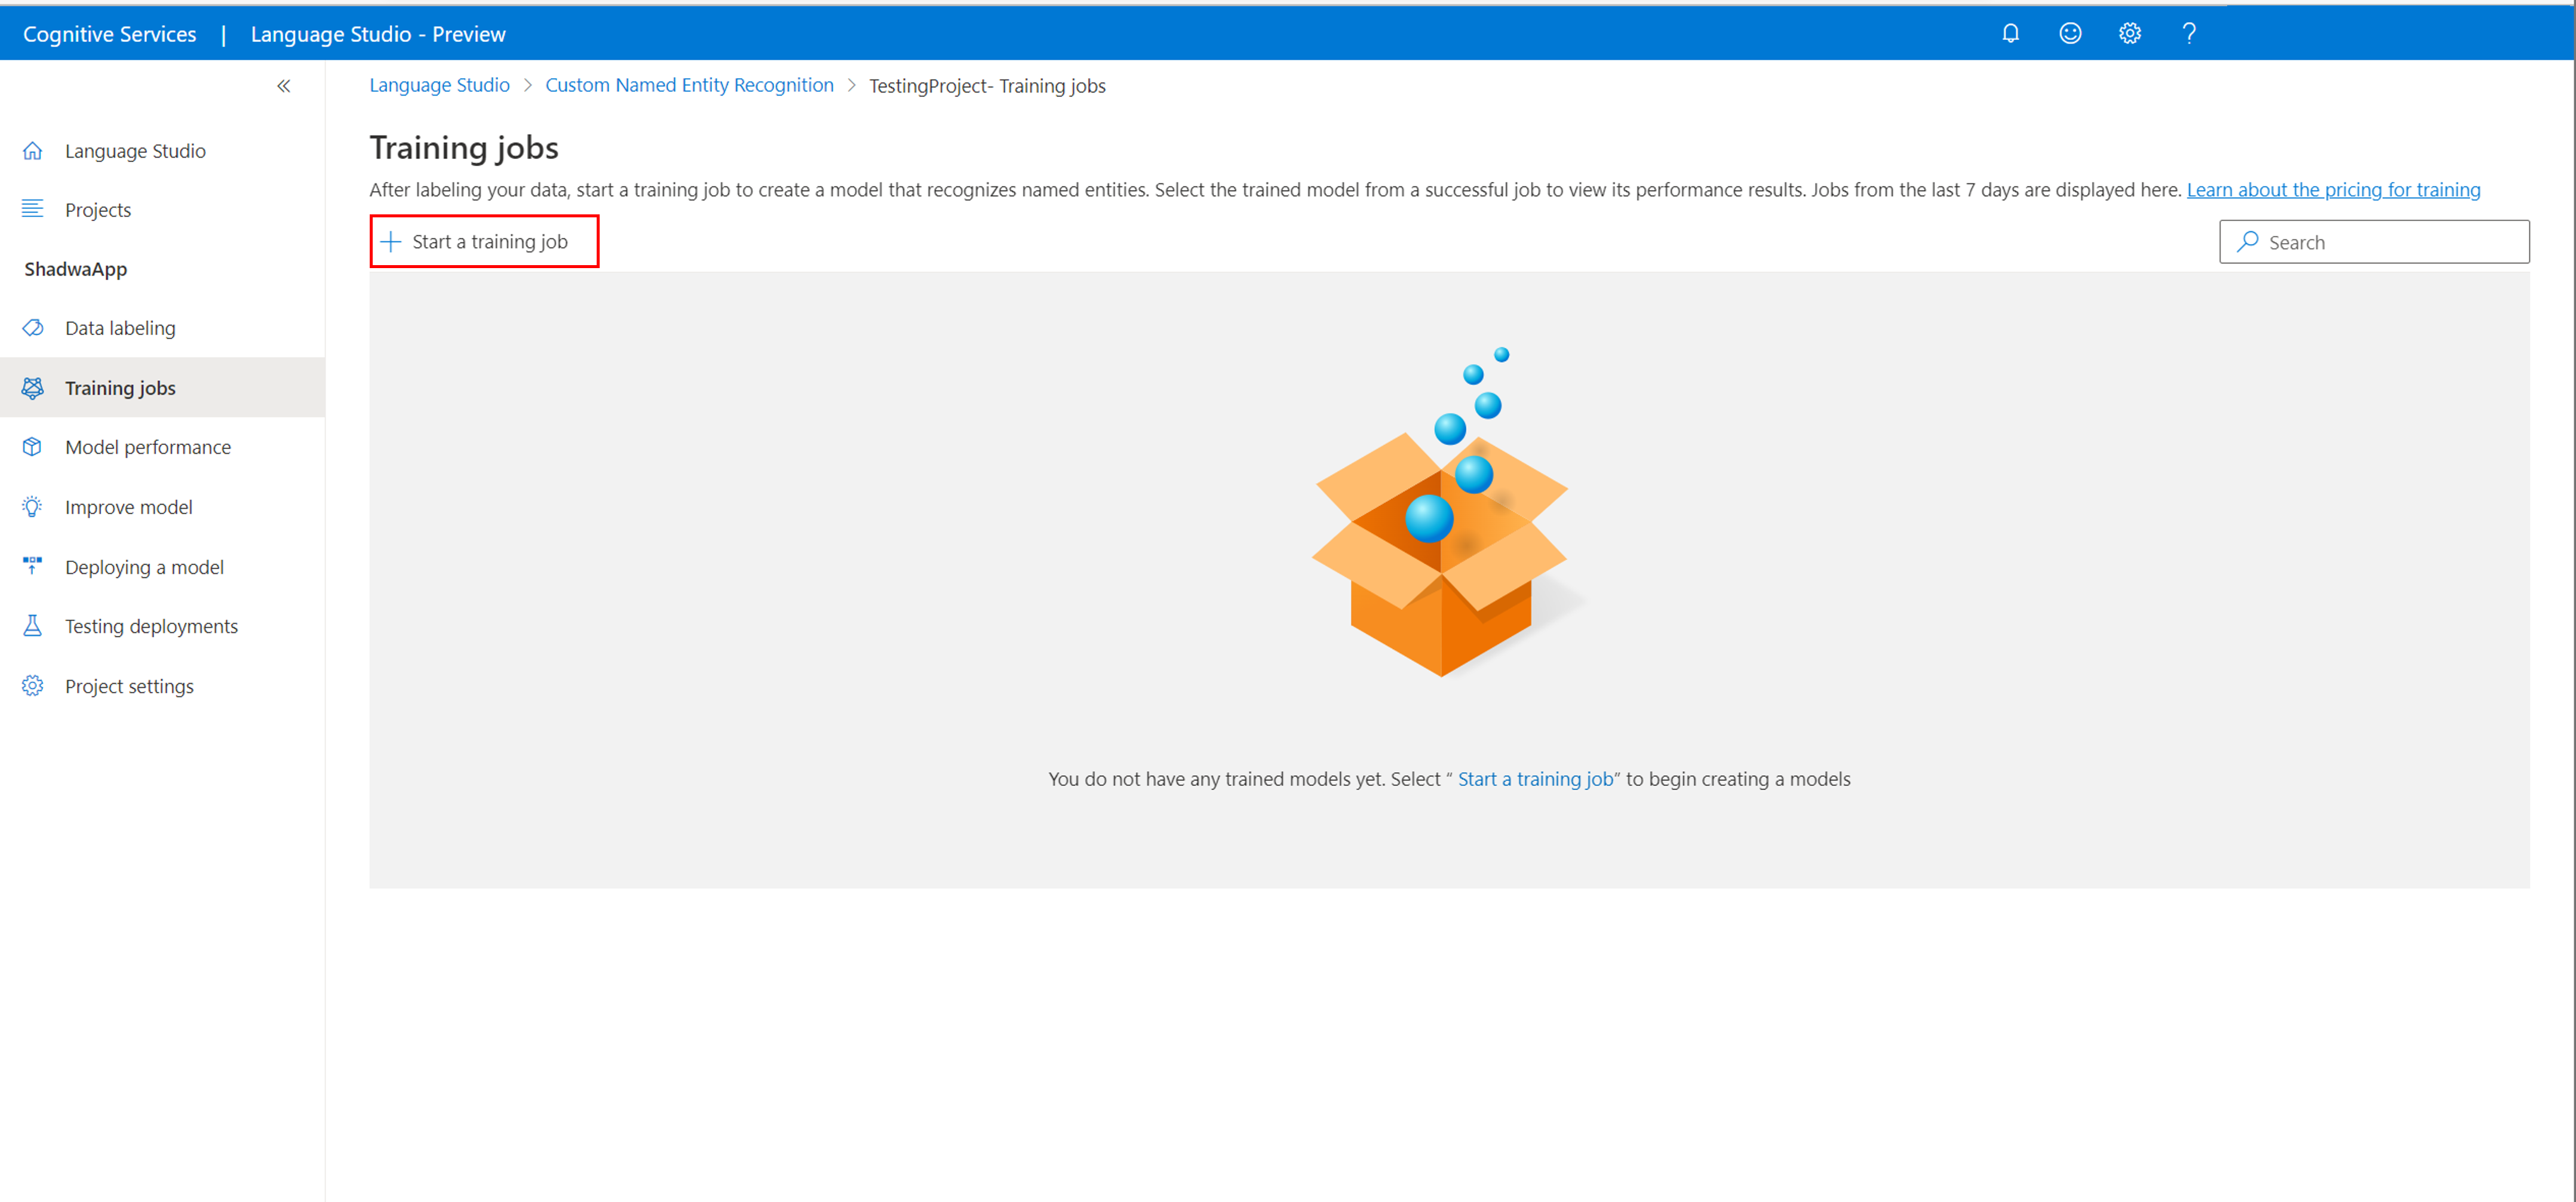 Cognitive Services | Language Studio - Preview
Language Studio > Custom Named Entity Recognition > TestingProject- Training jobs
Language Studio
Projects
ShadwaApp
Data labeling
Training jobs
Model performance
Improve model
Deploying a model
Testing deployments
Project settings
Training jobs
After labeling your data, start a training job to create a model that recognizes named entities. Select the trained model from a successful job to view its performance results. Jobs from the last 7 days are displayed here. Learn about the pricing for training
Start a training job
Search
You do not have any trained models yet. Select “ Start a training job” to begin creating a models